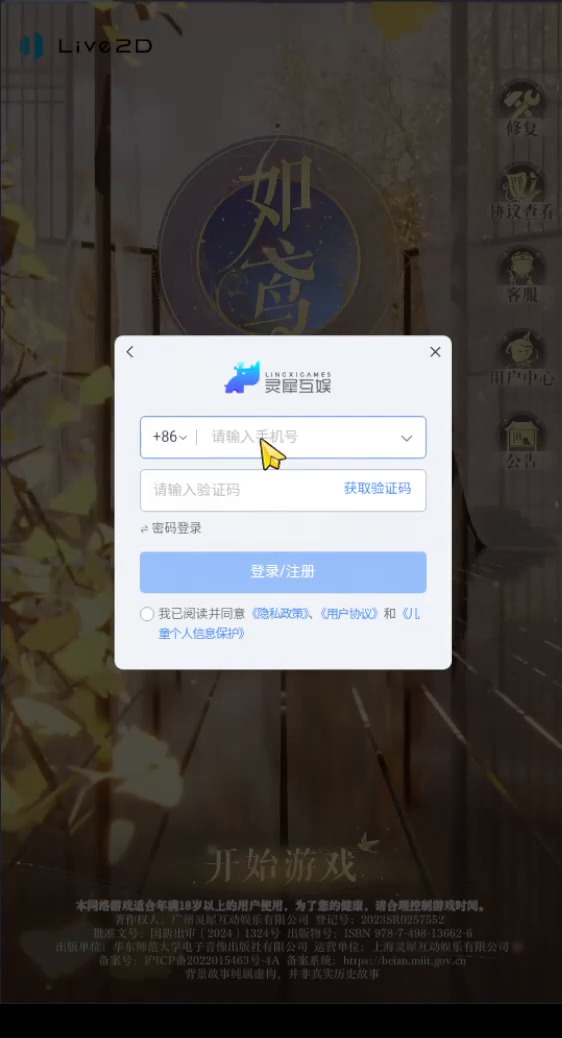 Live2D
修复
如鸢
协议查看
客服
LINGXIGAMES
灵犀互娱
用户中心
+86 请输入手机号
公告
请输入验证码 获取验证码
密码登录
登录/注册
我已阅读并同意《隐私政策》、《用户协议》和《儿
童个人信息保护》
开始游戏
本网络游戏适合年满18岁以上的用户使用，为了您的健康，请合理控制游戏时间。
著作权人：广州灵犀互动娱乐有限公司 登记号：2023SR0257552
批准文号：国新出审〔2024〕1324号 出版物号：ISBN 978-7-498-13662-6
出版单位：华东师范大学电子音像出版社有限公司 运营单位：上海灵犀互动娱乐有限公司
备案号：沪ICP备2022015463号-4A 备案系统：https://beian.miit.gov.cn
背景故事纯属虚构，并非真实历史故事